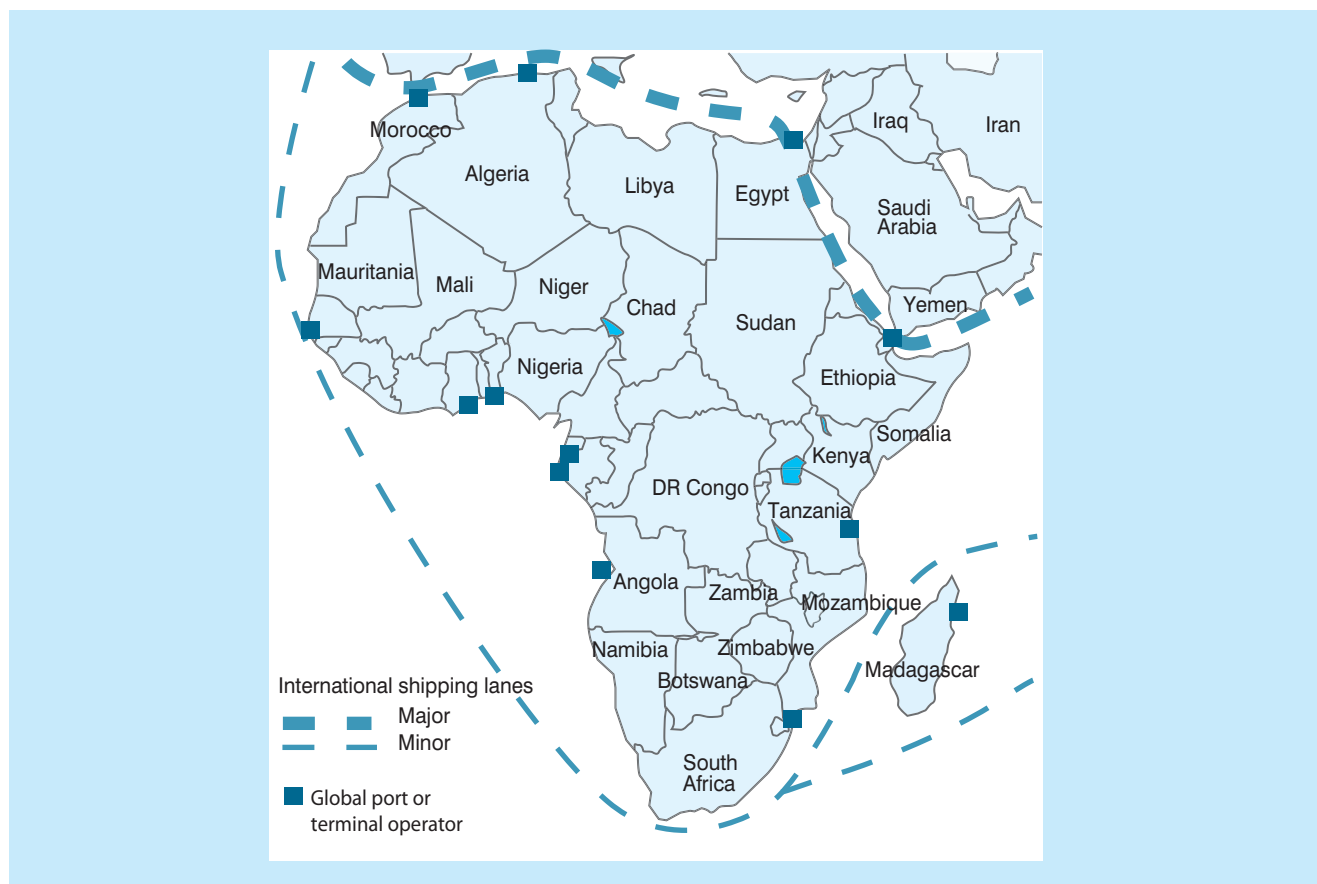 Iraq
Iran
Morocco
Algeria
Libya
Egypt
Saudi
Arabia
Mauritania
Mali
Niger
Chad
Sudan
Yemen
Nigeria
Ethiopia
Somalia
Kenya
DR Congo
Tanzania
Angola
Zambia
Mozambique
Namibia
Zimbabwe
Botswana
Madagascar
South
Africa
International shipping lanes
Major
Minor
Global port or
terminal operator